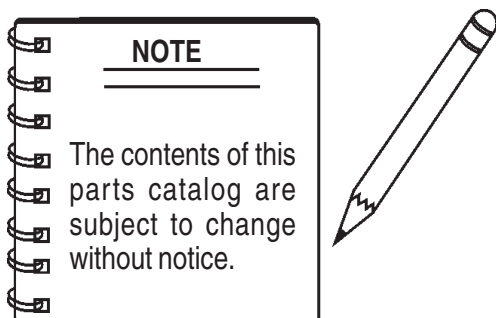 NOTE
The contents of this
parts catalog are
subject to change
without notice.